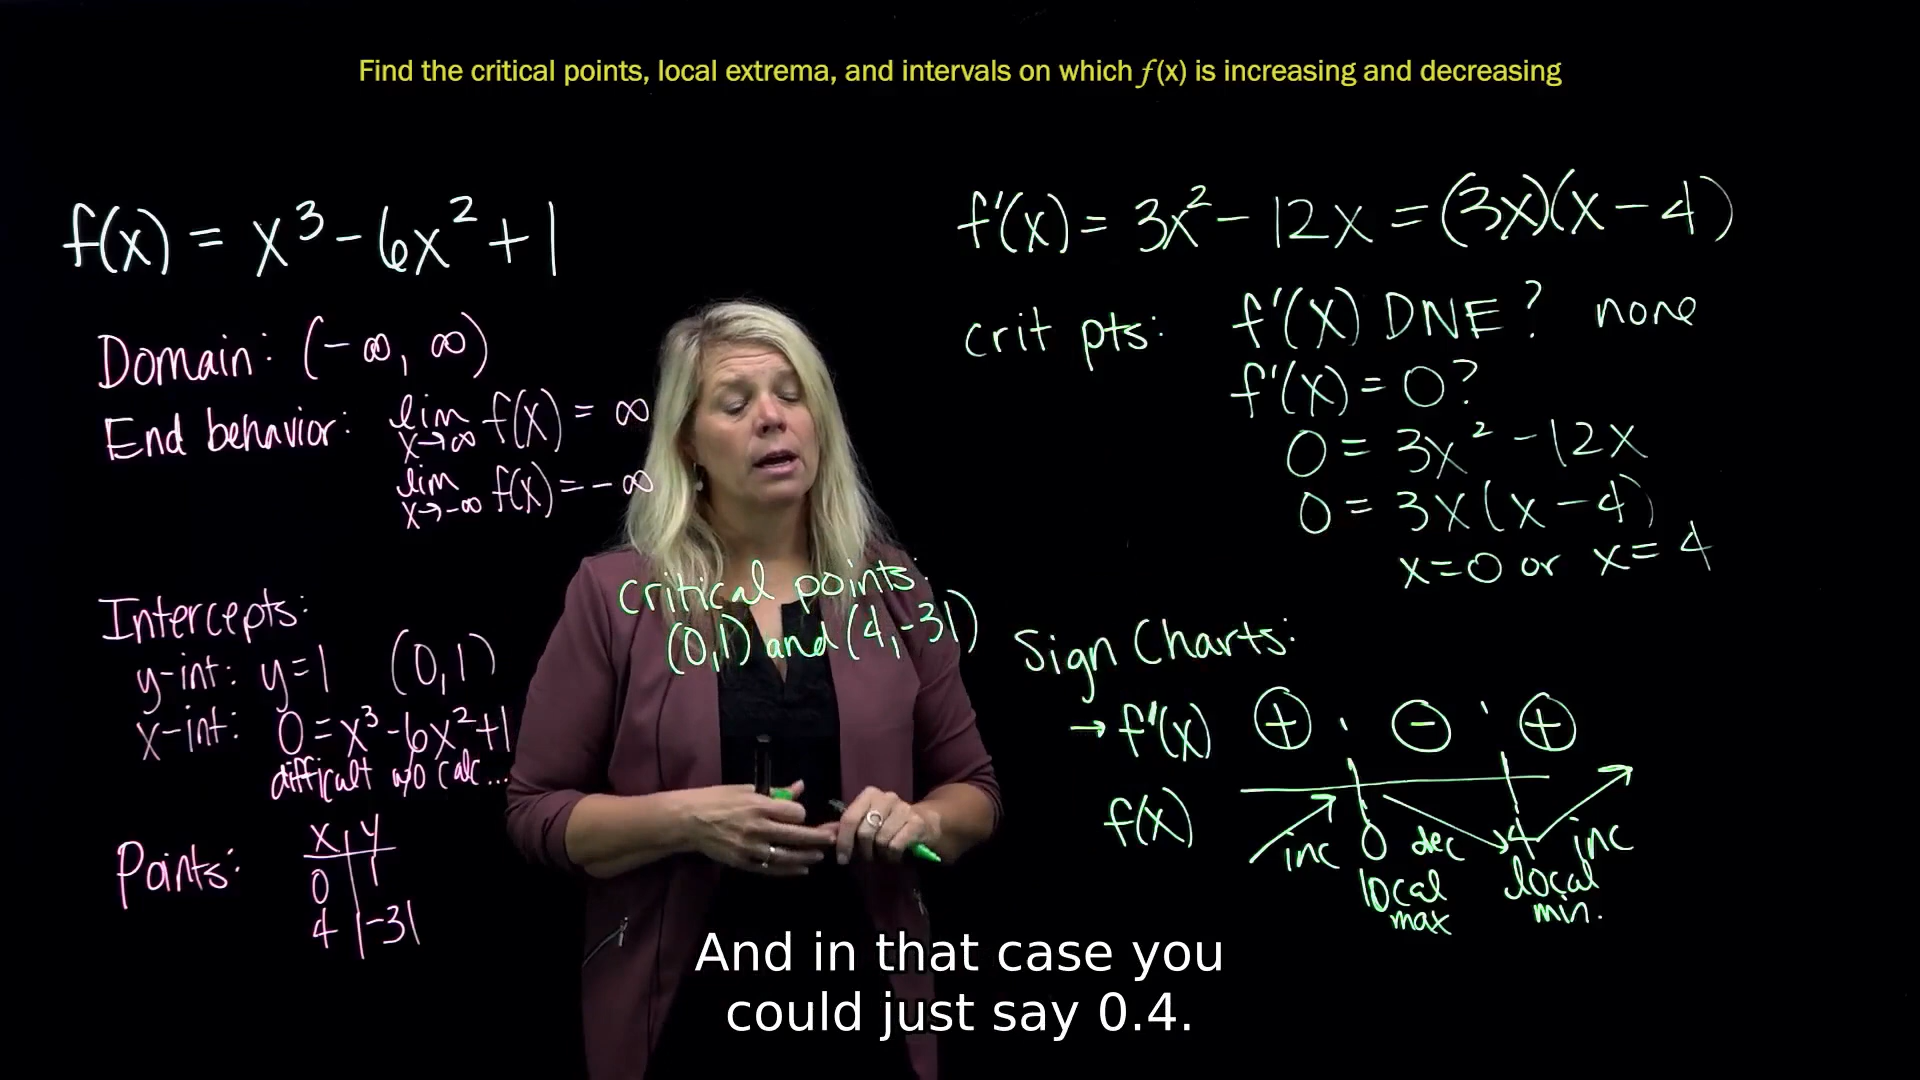 Find the critical points, local extrema, and intervals on which f(x) is increasing and decreasing
f(x) = x³ - 6x² + 1
Domain: (-∞, ∞)
End behavior: lim x→∞ f(x) = ∞
lim x→-∞ f(x) = -∞
Intercepts:
y-int: y=1 (0,1)
x-int: 0 = x³ - 6x² + 1
difficult w/o calc...
Points:
x | y
0 | 1
4 | -31
critical points:
(0,1) and (4,-31)
f'(x) = 3x² - 12x = (3x)(x - 4)
crit pts: f'(x) DNE? none
f'(x) = 0?
0 = 3x² - 12x
0 = 3x(x - 4)
x=0 or x=4
Sign Charts:
→ f'(x) + - +
f(x) inc 0 dec 4 inc
local max local min.
And in that case you
could just say 0.4.